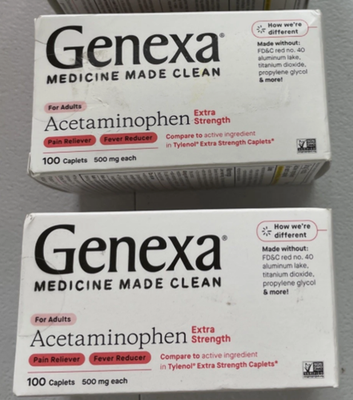 Genexa®
MEDICINE MADE CLEAN
How we're
different
Made without:
FD&C red no. 40
aluminum lake,
titanium dioxide,
propylene glycol
& more!
For Adults
Acetaminophen Extra
Strength
Pain Reliever Fever Reducer
Compare to active ingredient
in Tylenol® Extra Strength Caplets*
100 Caplets 500 mg each
Genexa®
MEDICINE MADE CLEAN
How we're
different
Made without:
FD&C red no. 40
aluminum lake,
titanium dioxide,
propylene glycol
& more!
For Adults
Acetaminophen Extra
Strength
Pain Reliever Fever Reducer
Compare to active ingredient
in Tylenol® Extra Strength Caplets*
100 Caplets 500 mg each